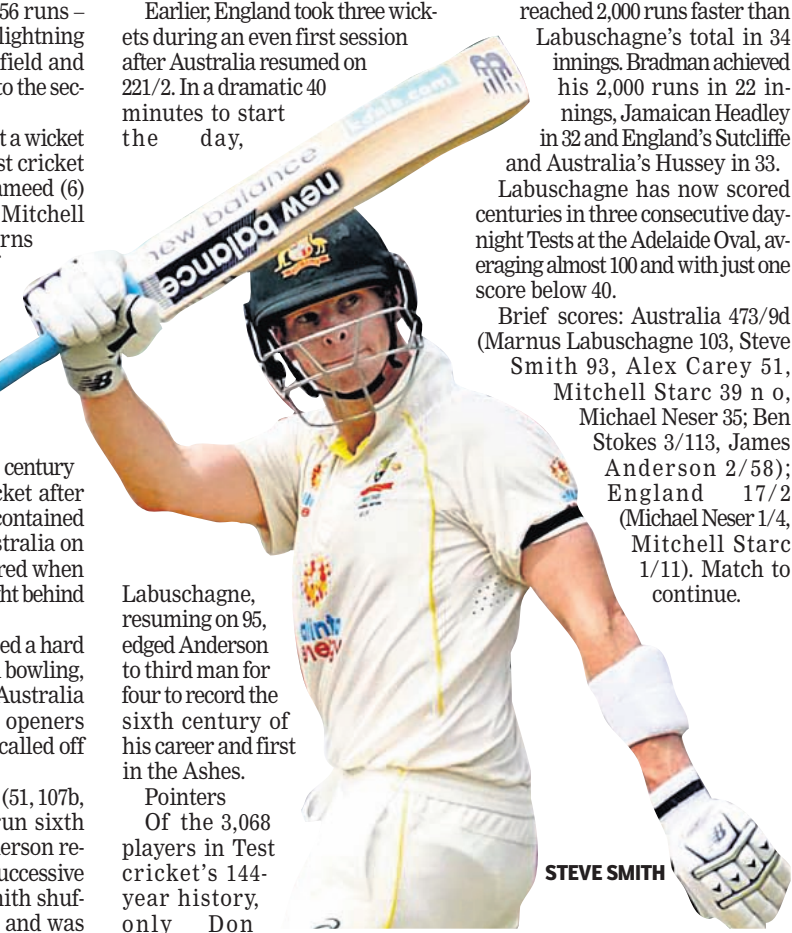 56 runs –
lightning
field and
to the sec-
t a wicket
st cricket
ameed (6)
Mitchell
rns
century
cket after
contained
stralia on
red when
ht behind
ed a hard
bowling,
Australia
openers
called off
(51, 107b,
run sixth
erson re-
uccessive
ith shuf-
and was
Earlier, England took three wick-
ets during an even first session
after Australia resumed on
221/2. In a dramatic 40
minutes to start
the day,
Labuschagne,
resuming on 95,
edged Anderson
to third man for
four to record the
sixth century of
his career and first
in the Ashes.
Pointers
Of the 3,068
players in Test
cricket's 144-
year history,
only Don
reached 2,000 runs faster than
Labuschagne's total in 34
innings. Bradman achieved
his 2,000 runs in 22 in-
nings, Jamaican Headley
in 32 and England's Sutcliffe
and Australia's Hussey in 33.
Labuschagne has now scored
centuries in three consecutive day-
night Tests at the Adelaide Oval, av-
eraging almost 100 and with just one
score below 40.
Brief scores: Australia 473/9d
(Marnus Labuschagne 103, Steve
Smith 93, Alex Carey 51,
Mitchell Starc 39 n o,
Michael Neser 35; Ben
Stokes 3/113, James
Anderson 2/58);
England 17/2
(Michael Neser 1/4,
Mitchell Starc
1/11). Match to
continue.
new balance
new balance
NB
STEVE SMITH